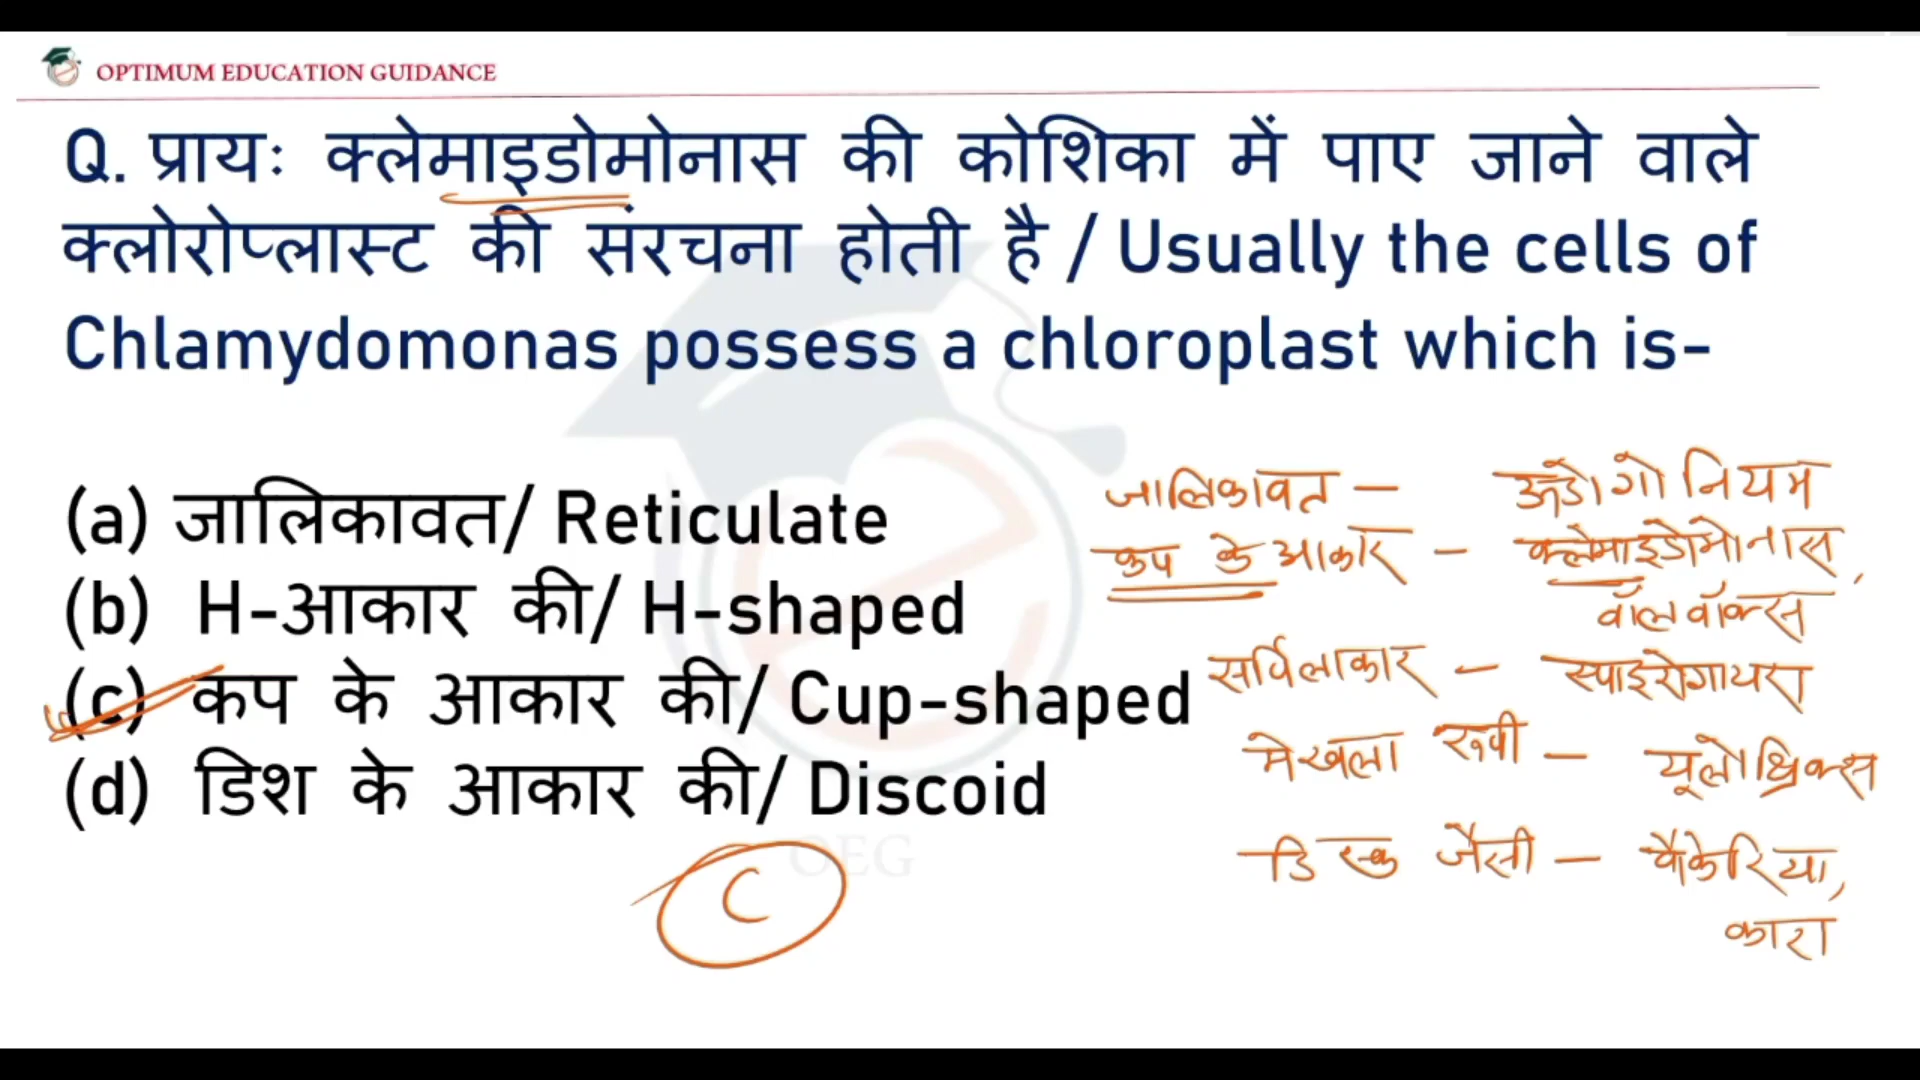 OPTIMUM EDUCATION GUIDANCE
Q. प्रायः क्लेमाइडोमोनास की कोशिका में पाए जाने वाले
क्लोरोप्लास्ट की संरचना होती है / Usually the cells of
Chlamydomonas possess a chloroplast which is-
(a) जालिकावत/ Reticulate
(b) H-आकार की/ H-shaped
(c) कप के आकार की/ Cup-shaped
(d) डिश के आकार की/ Discoid
जालिकावत – ऊडोगोनियम
कप के आकार – क्लेमाइडोमोनास,
वॉलवॉक्स
सर्पिलाकार – स्पाइरोगायरा
मेखला रूपी – यूलोथ्रिक्स
डिस्क जैसी –
कारा
C
OEG